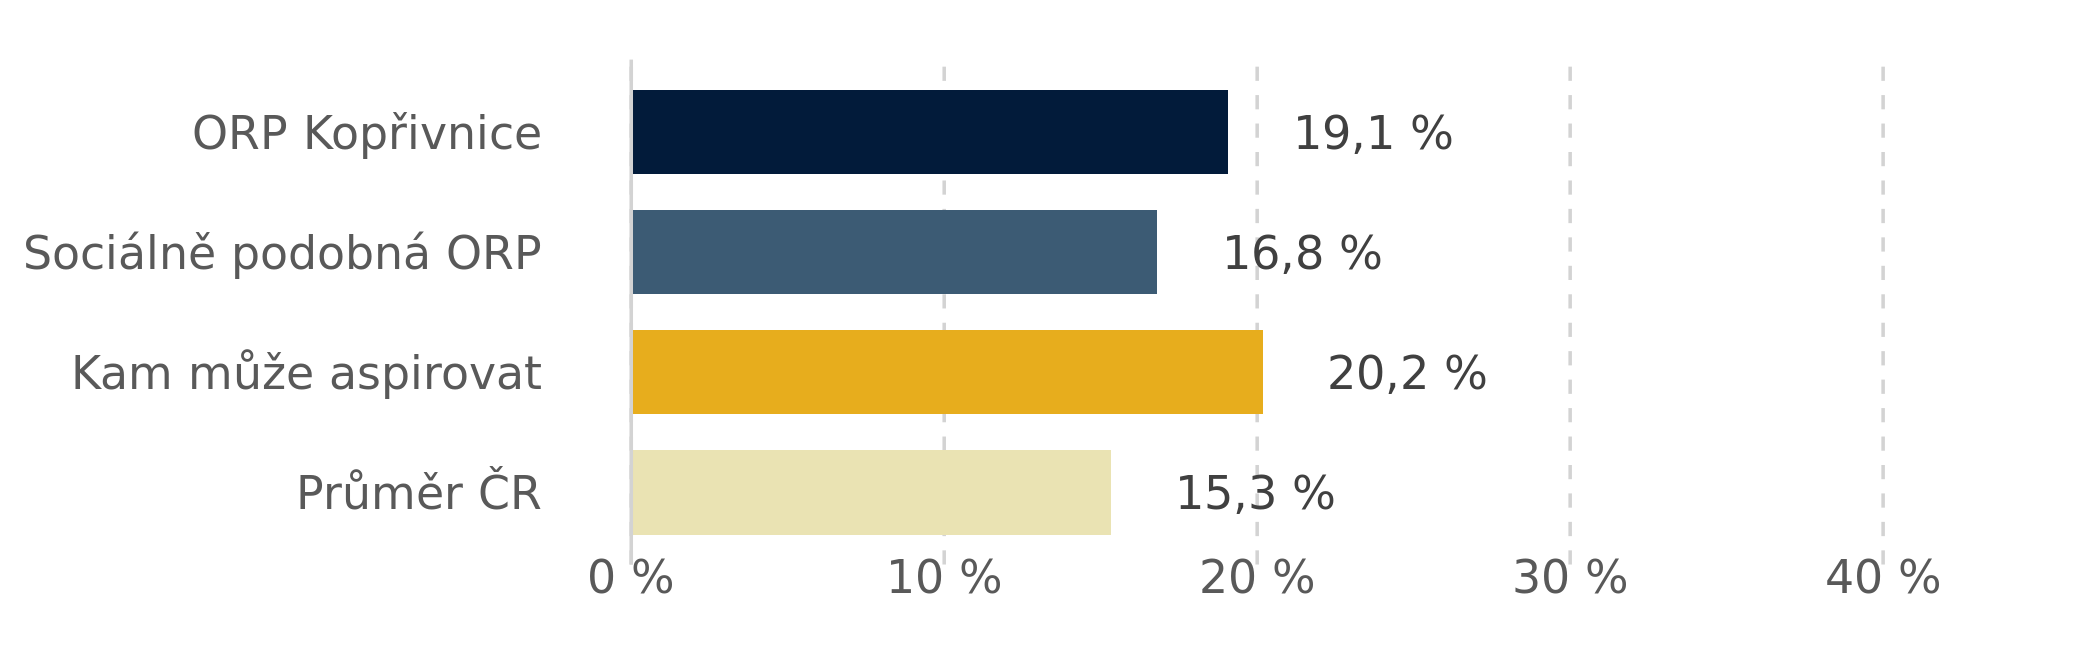 ORP Kopřivnice 19,1 %
Sociálně podobná ORP 16,8 %
Kam může aspirovat 20,2 %
Průměr ČR 15,3 %
0 % 10 % 20 % 30 % 40 %